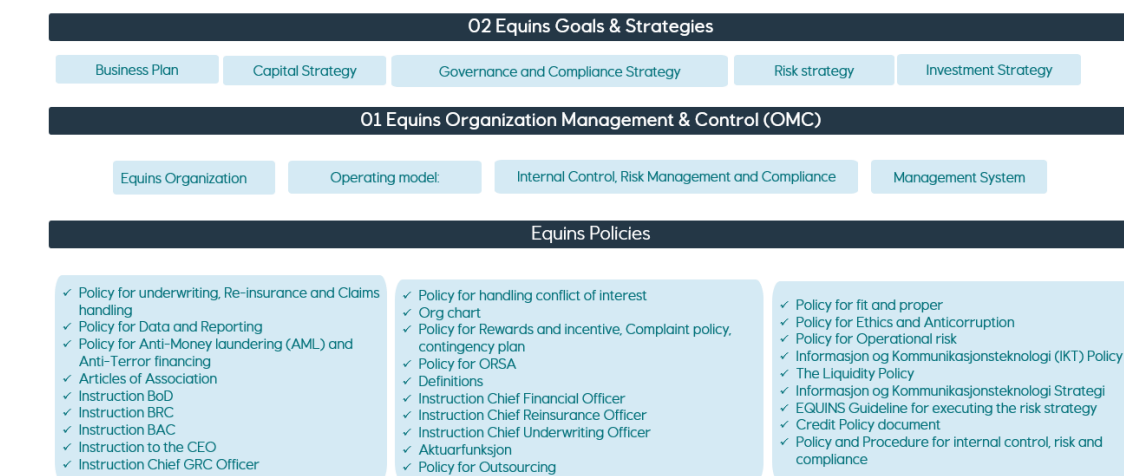 02 Equins Goals & Strategies
Business Plan
Capital Strategy
Governance and Compliance Strategy
Risk strategy
Investment Strategy
01 Equins Organization Management & Control (OMC)
Equins Organization
Operating model:
Internal Control, Risk Management and Compliance
Management System
Equins Policies
✓ Policy for underwriting, Re-insurance and Claims
handling
✓ Policy for Data and Reporting
✓ Policy for Anti-Money laundering (AML) and
Anti-Terror financing
✓ Articles of Association
✓ Instruction BoD
✓ Instruction BRC
✓ Instruction BAC
✓ Instruction to the CEO
✓ Instruction Chief GRC Officer
✓ Policy for handling conflict of interest
✓ Org chart
✓ Policy for Rewards and incentive, Complaint policy,
contingency plan
✓ Policy for ORSA
✓ Definitions
✓ Instruction Chief Financial Officer
✓ Instruction Chief Reinsurance Officer
✓ Instruction Chief Underwriting Officer
✓ Aktuarfunksjon
✓ Policy for Outsourcing
✓ Policy for fit and proper
✓ Policy for Ethics and Anticorruption
✓ Policy for Operational risk
✓ Informasjon og Kommunikasjonsteknologi (IKT) Policy
✓ The Liquidity Policy
✓ Informasjon og Kommunikasjonsteknologi Strategi
✓ EQUINS Guideline for executing the risk strategy
✓ Credit Policy document
✓ Policy and Procedure for internal control, risk and
compliance